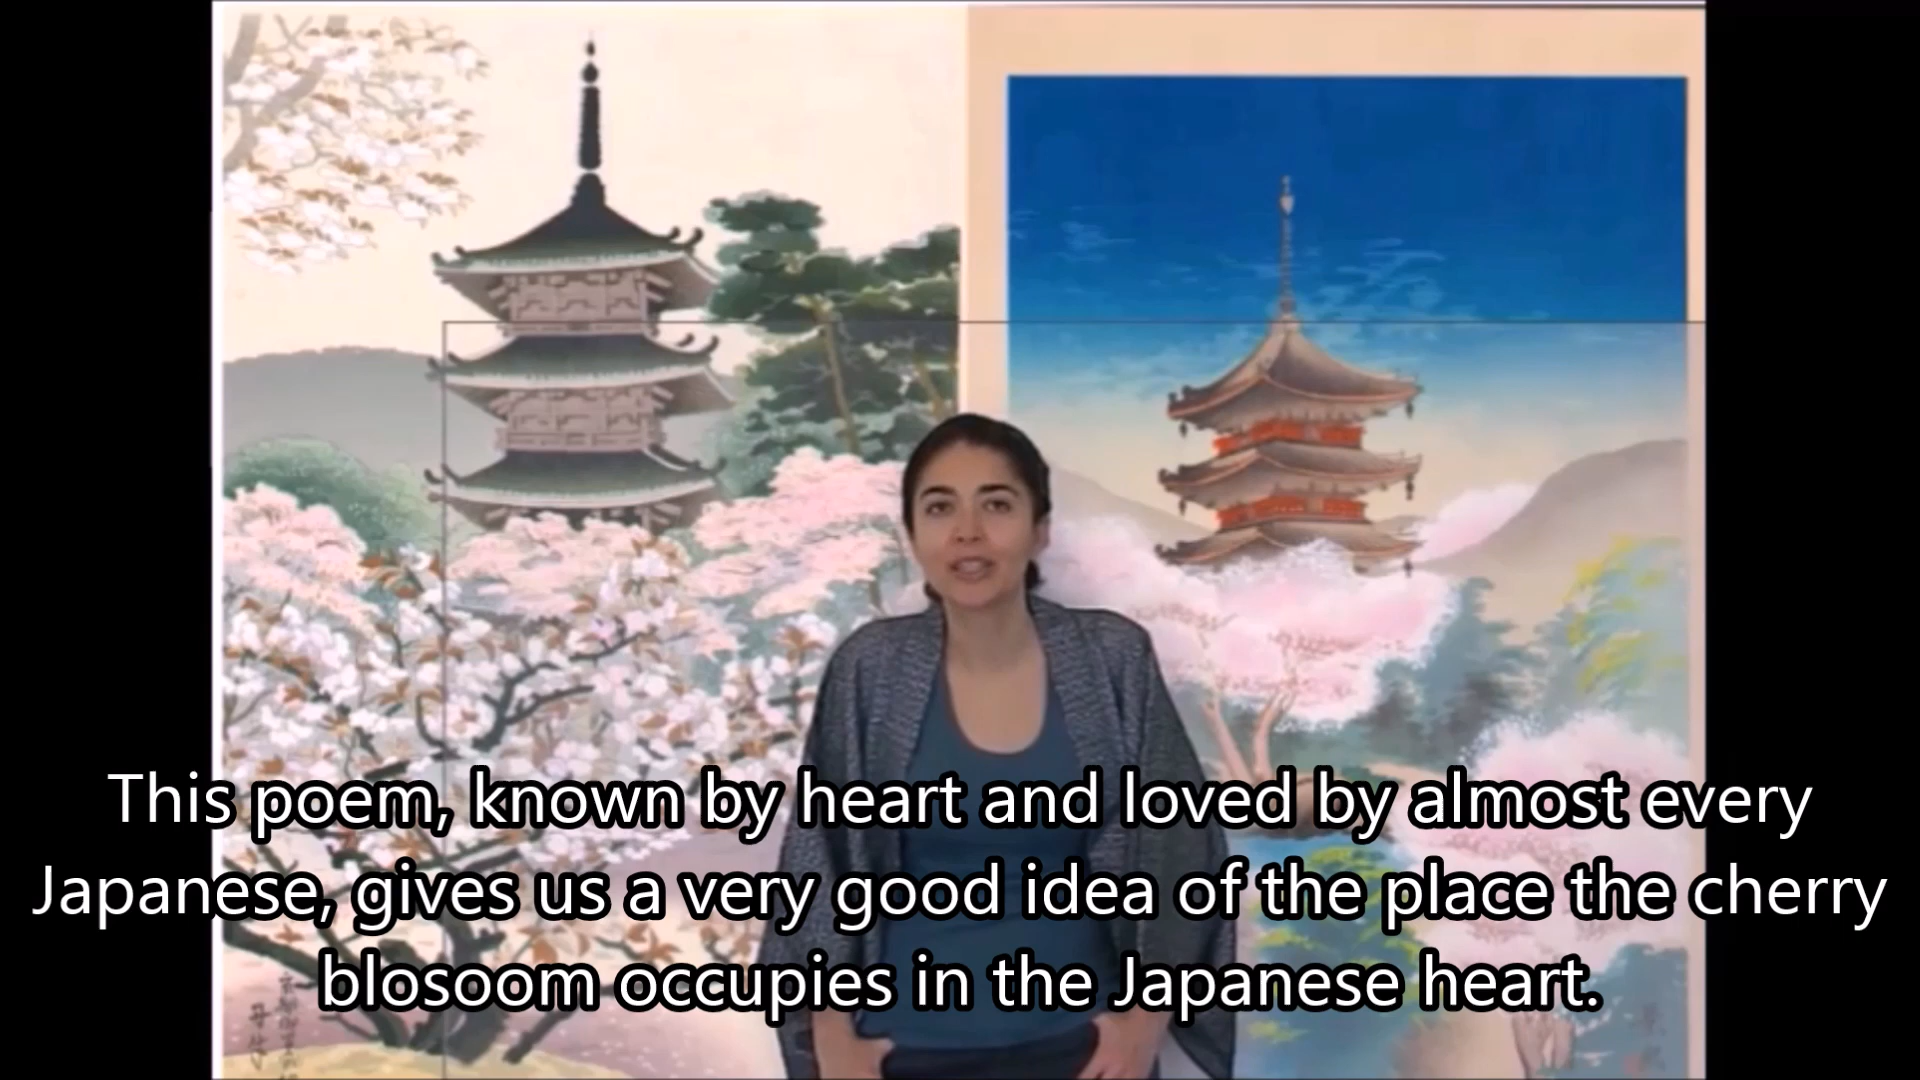 This poem, known by heart and loved by almost every
Japanese, gives us a very good idea of the place the cherry
blosoom occupies in the Japanese heart.